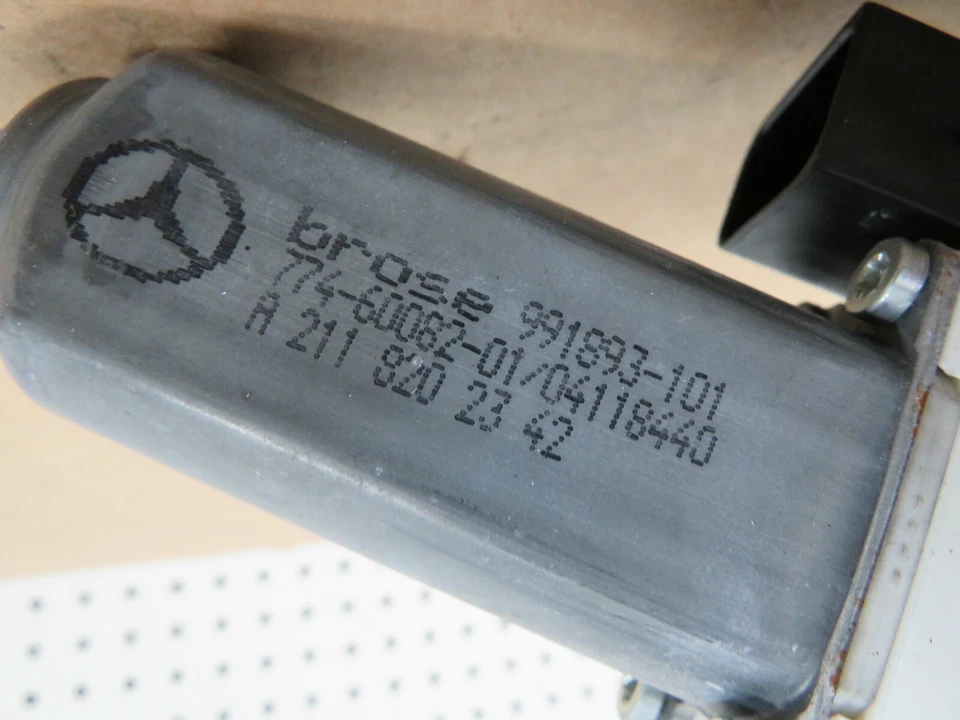 brose 991893-101
774-60082-01/04118440
A 211 820 23 42